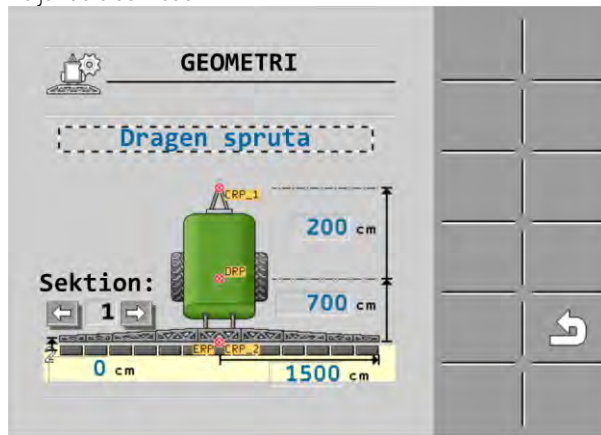 GEOMETRI
Dragen spruta
CRP_1
200 cm
DRP
Sektion:
1
700 cm
ERP CRP_2
0 cm
1500 cm